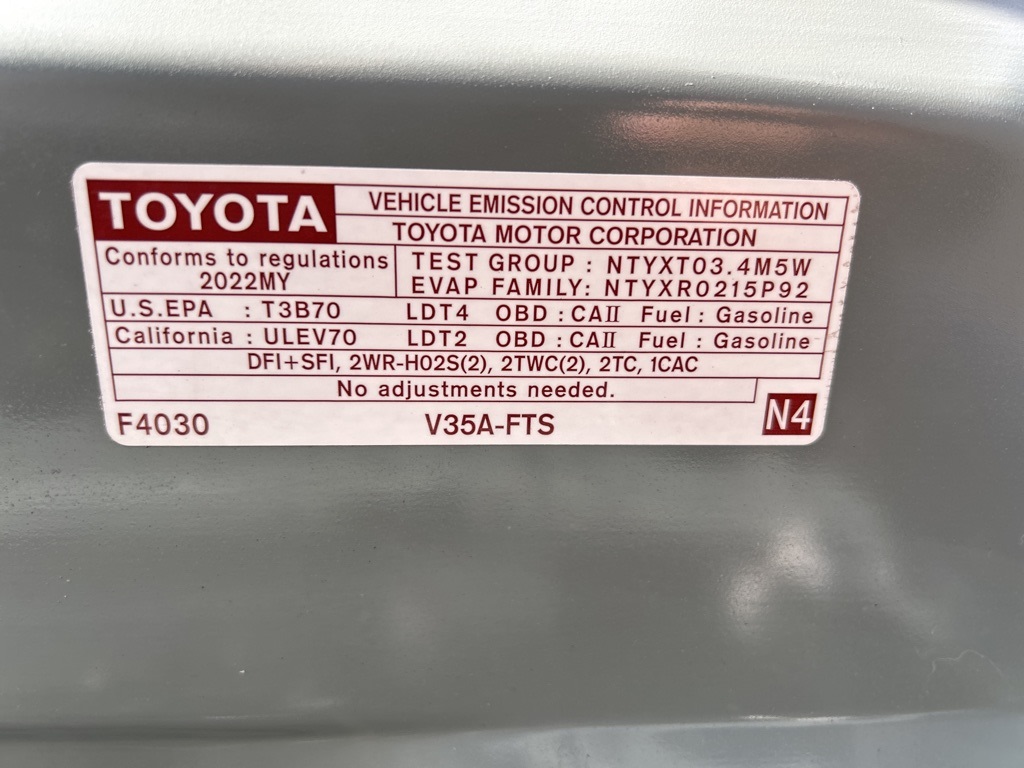 TOYOTA
VEHICLE EMISSION CONTROL INFORMATION
TOYOTA MOTOR CORPORATION
Conforms to regulations
2022MY
TEST GROUP : NTYXT03.4M5W
EVAP FAMILY: NTYXR0215P92
U.S.EPA : T3B70 LDT4 OBD : CAⅡ Fuel : Gasoline
California : ULEV70 LDT2 OBD : CAⅡ Fuel : Gasoline
DFI+SFI, 2WR-HO2S(2), 2TWC(2), 2TC, 1CAC
No adjustments needed.
F4030 V35A-FTS N4